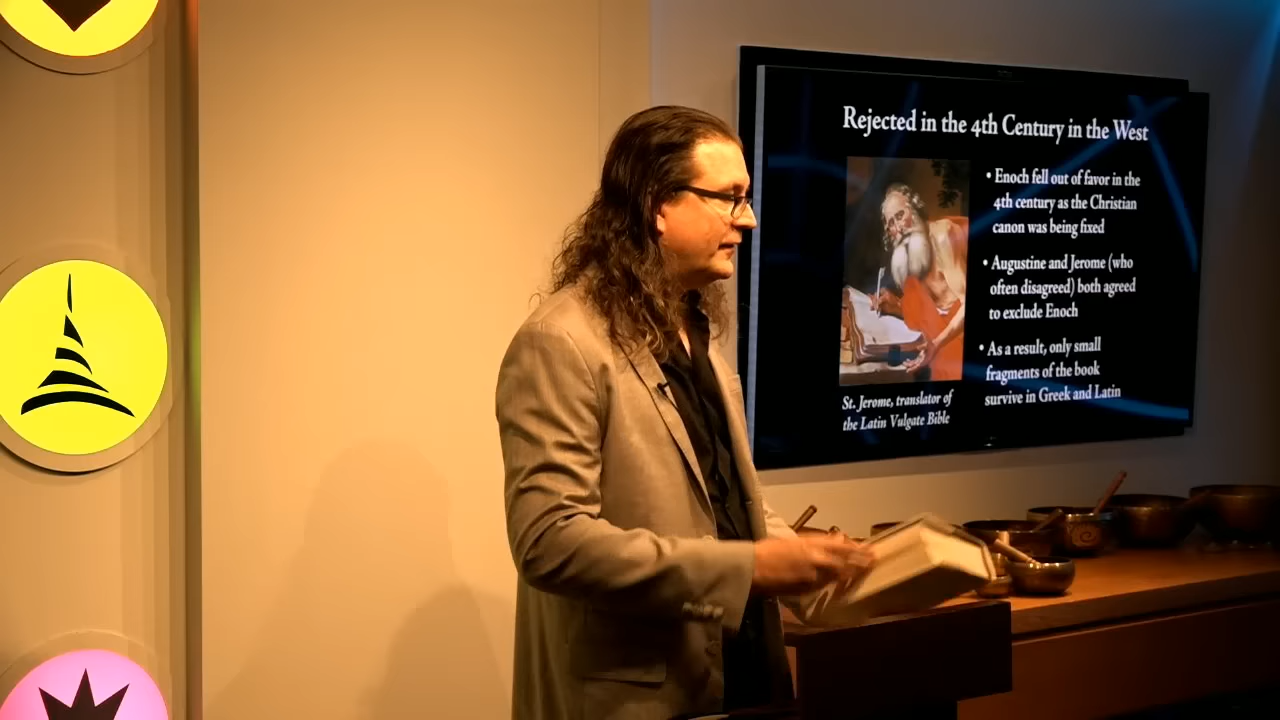 Rejected in the 4th Century in the West
• Enoch fell out of favor in the
4th century as the Christian
canon was being fixed
• Augustine and Jerome (who
often disagreed) both agreed
to exclude Enoch
• As a result, only small
fragments of the book
survive in Greek and Latin
St. Jerome, translator of
the Latin Vulgate Bible